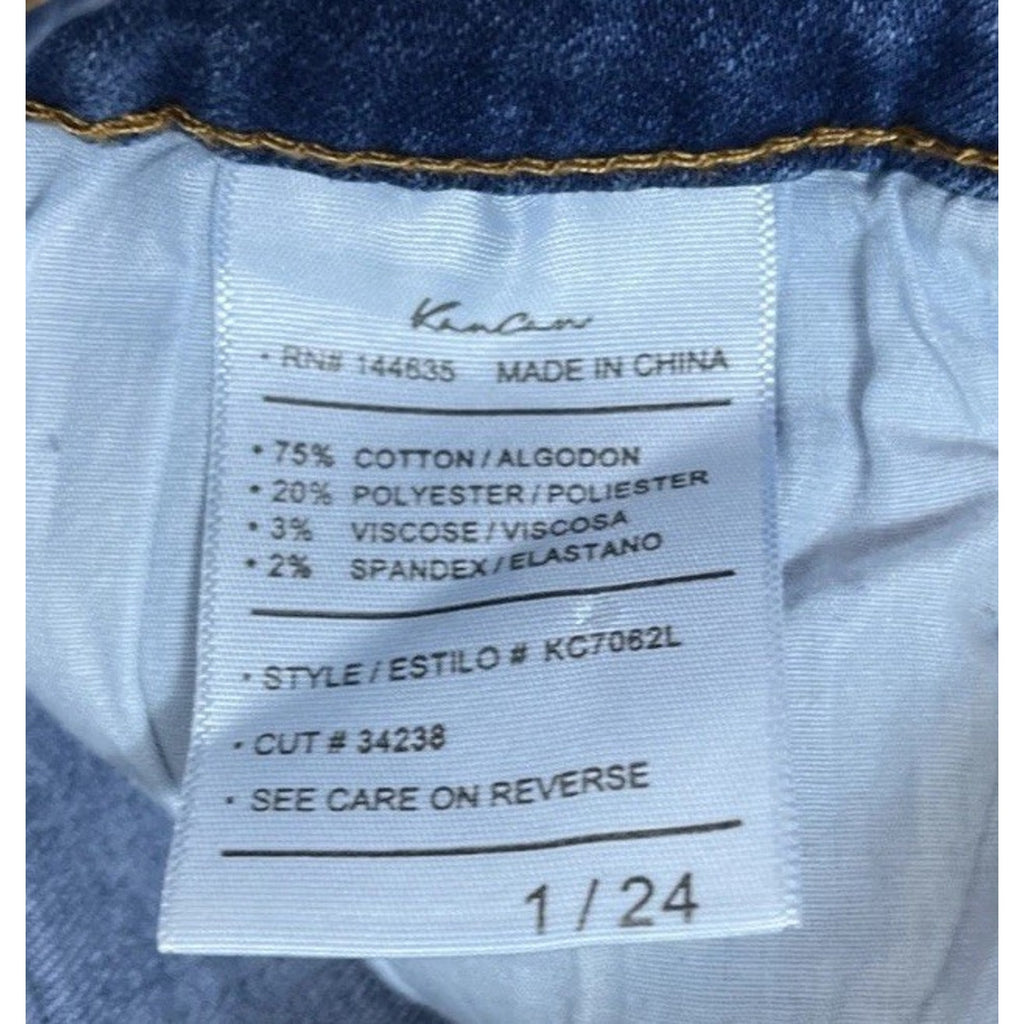 KanCan
• RN# 144635 MADE IN CHINA
• 75% COTTON / ALGODON
• 20% POLYESTER / POLIESTER
• 3% VISCOSE / VISCOSA
• 2% SPANDEX / ELASTANO
• STYLE / ESTILO # KC7062L
• CUT # 34238
• SEE CARE ON REVERSE
1 / 24